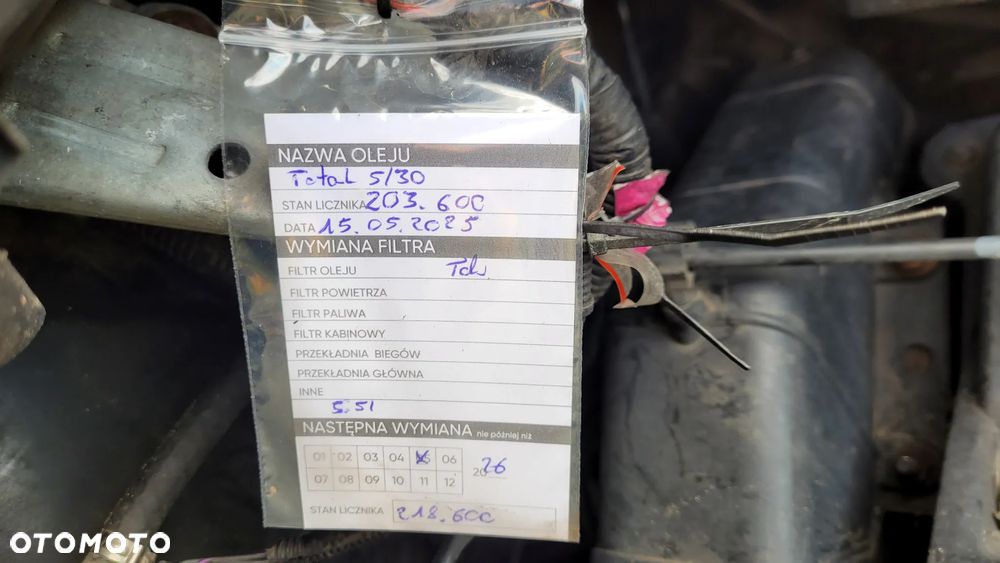 NAZWA OLEJU
Total 5/30
STAN LICZNIKA 203.600
DATA 15.05.2025
WYMIANA FILTRA
FILTR OLEJU Tak
FILTR POWIETRZA
FILTR PALIWA
FILTR KABINOWY
PRZEKŁADNIA BIEGÓW
PRZEKŁADNIA GŁÓWNA
INNE
5.5l
NASTĘPNA WYMIANA nie później niż
01 02 03 04 05 06
2026
07 08 09 10 11 12
STAN LICZNIKA 218.600
OTOMOTO